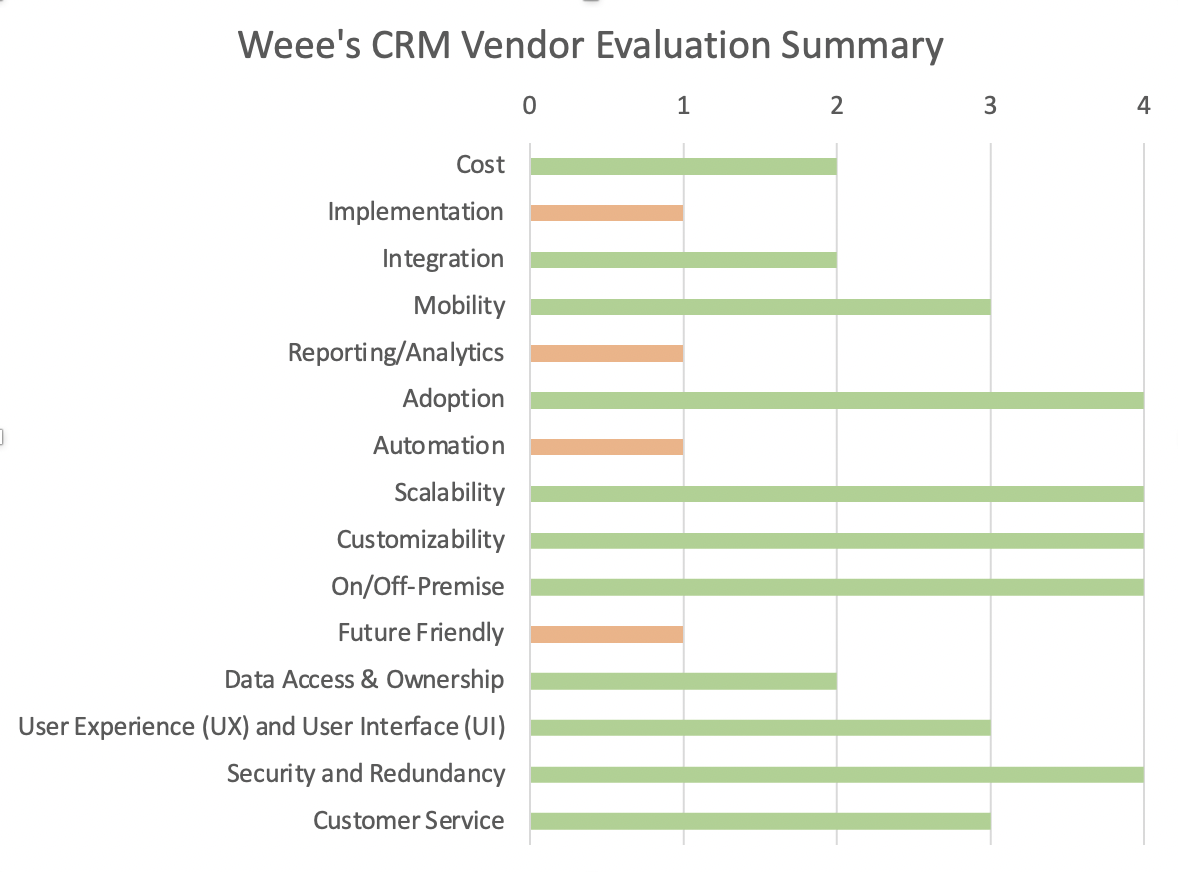 Weee's CRM Vendor Evaluation Summary
0 1 2 3 4
Cost
Implementation
Integration
Mobility
Reporting/Analytics
Adoption
Automation
Scalability
Customizability
On/Off-Premise
Future Friendly
Data Access & Ownership
User Experience (UX) and User Interface (UI)
Security and Redundancy
Customer Service